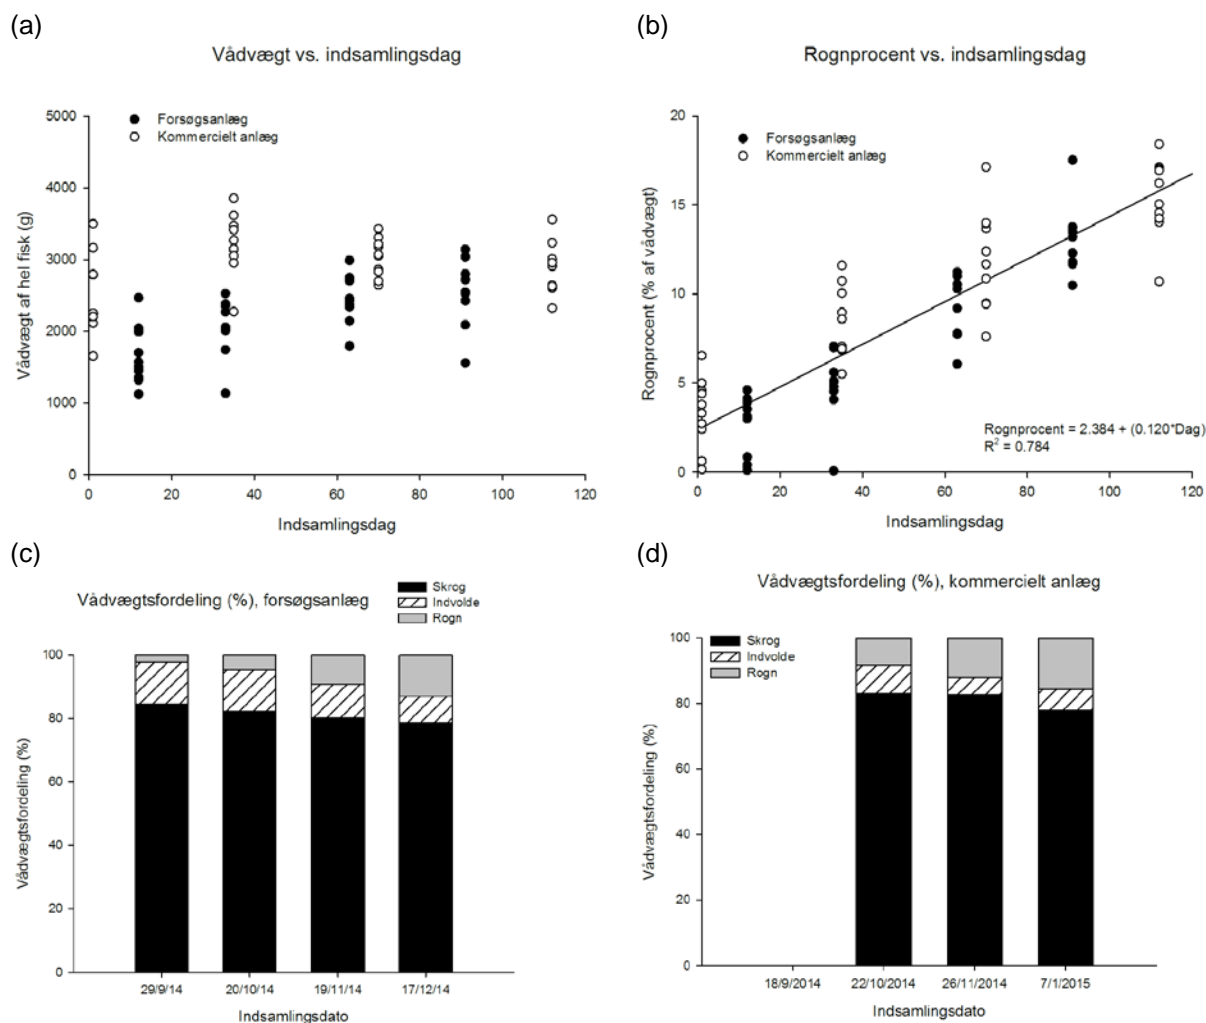 (a)
Vådvægt vs. indsamlingsdag
Vådvægt af hel fisk (g)
5000
4000
3000
2000
1000
0
Forsøgsanlæg
Kommercielt anlæg
0 20 40 60 80 100 120
Indsamlingsdag
(b)
Rognprocent vs. indsamlingsdag
Rognprocent (% af vådvægt)
20
15
10
5
0
Forsøgsanlæg
Kommercielt anlæg
Rognprocent = 2.384 + (0.120*Dag)
R² = 0.784
0 20 40 60 80 100 120
Indsamlingsdag
(c)
Vådvægtsfordeling (%), forsøgsanlæg
Skrog
Indvolde
Rogn
Vådvægtsfordeling (%)
100
80
60
40
20
0
29/9/14 20/10/14 19/11/14 17/12/14
Indsamlingsdato
(d)
Vådvægtsfordeling (%), kommercielt anlæg
Skrog
Indvolde
Rogn
Vådvægtsfordeling (%)
100
80
60
40
20
0
18/9/2014 22/10/2014 26/11/2014 7/1/2015
Indsamlingsdato